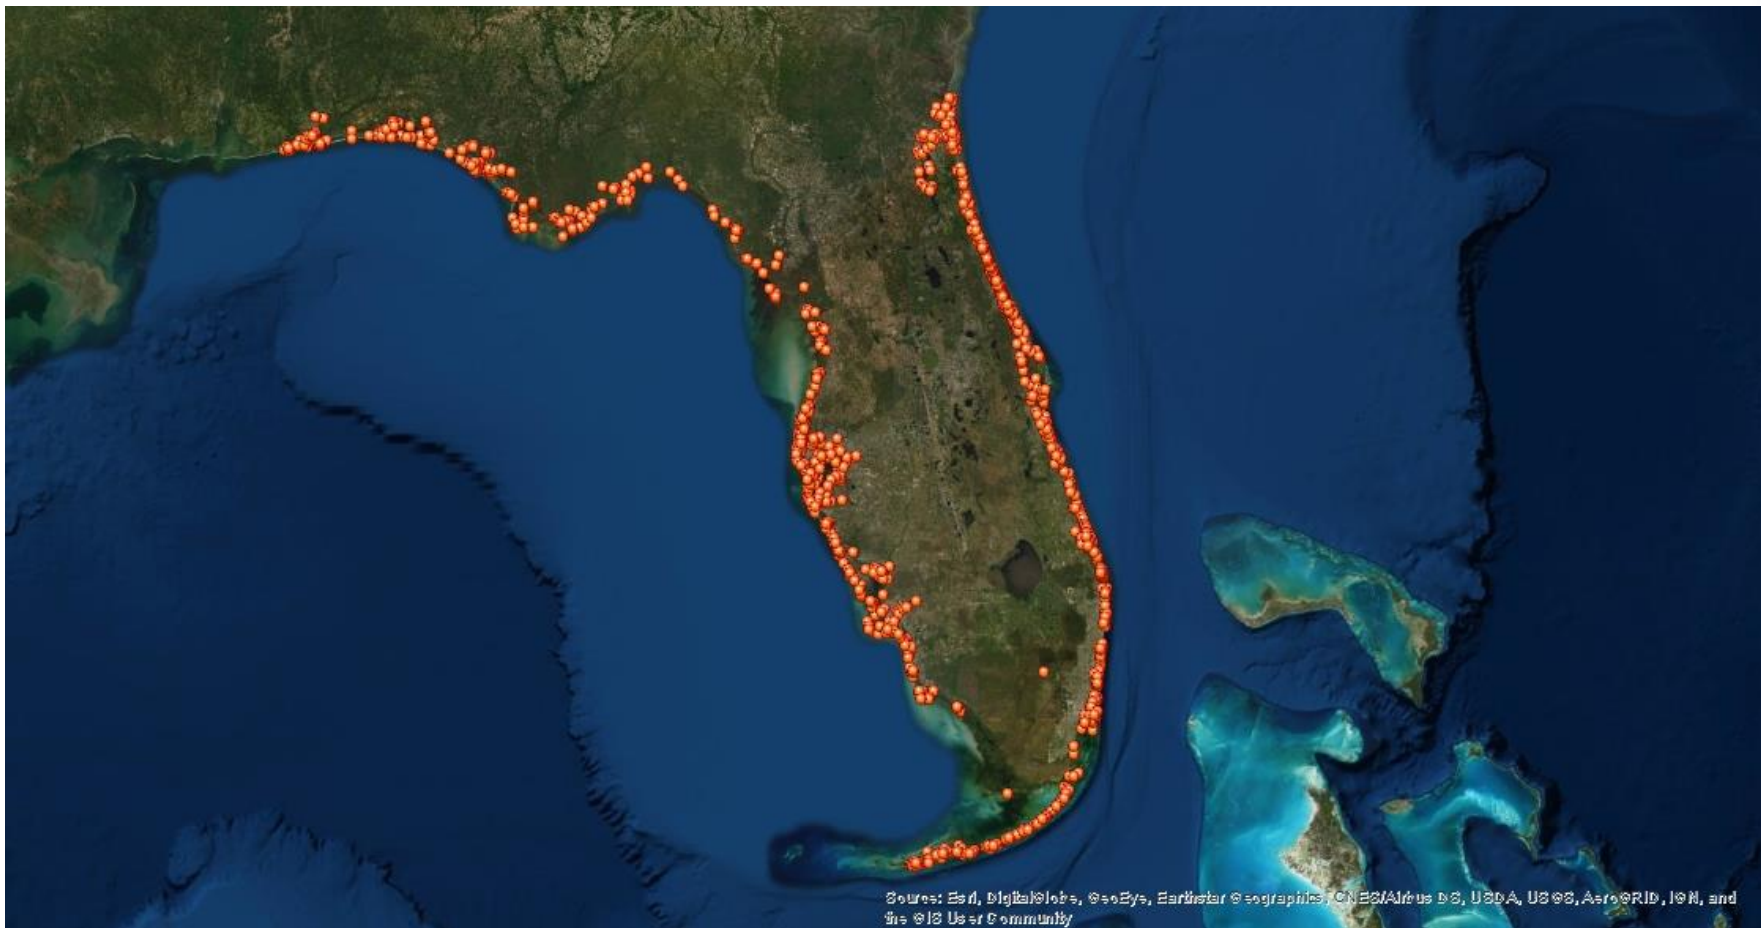 Source: Esri, DigitalGlobe, GeoEye, Earthstar Geographics, CNES/Airbus DS, USDA, USGS, AeroGRID, IGN, and
the GIS User Community